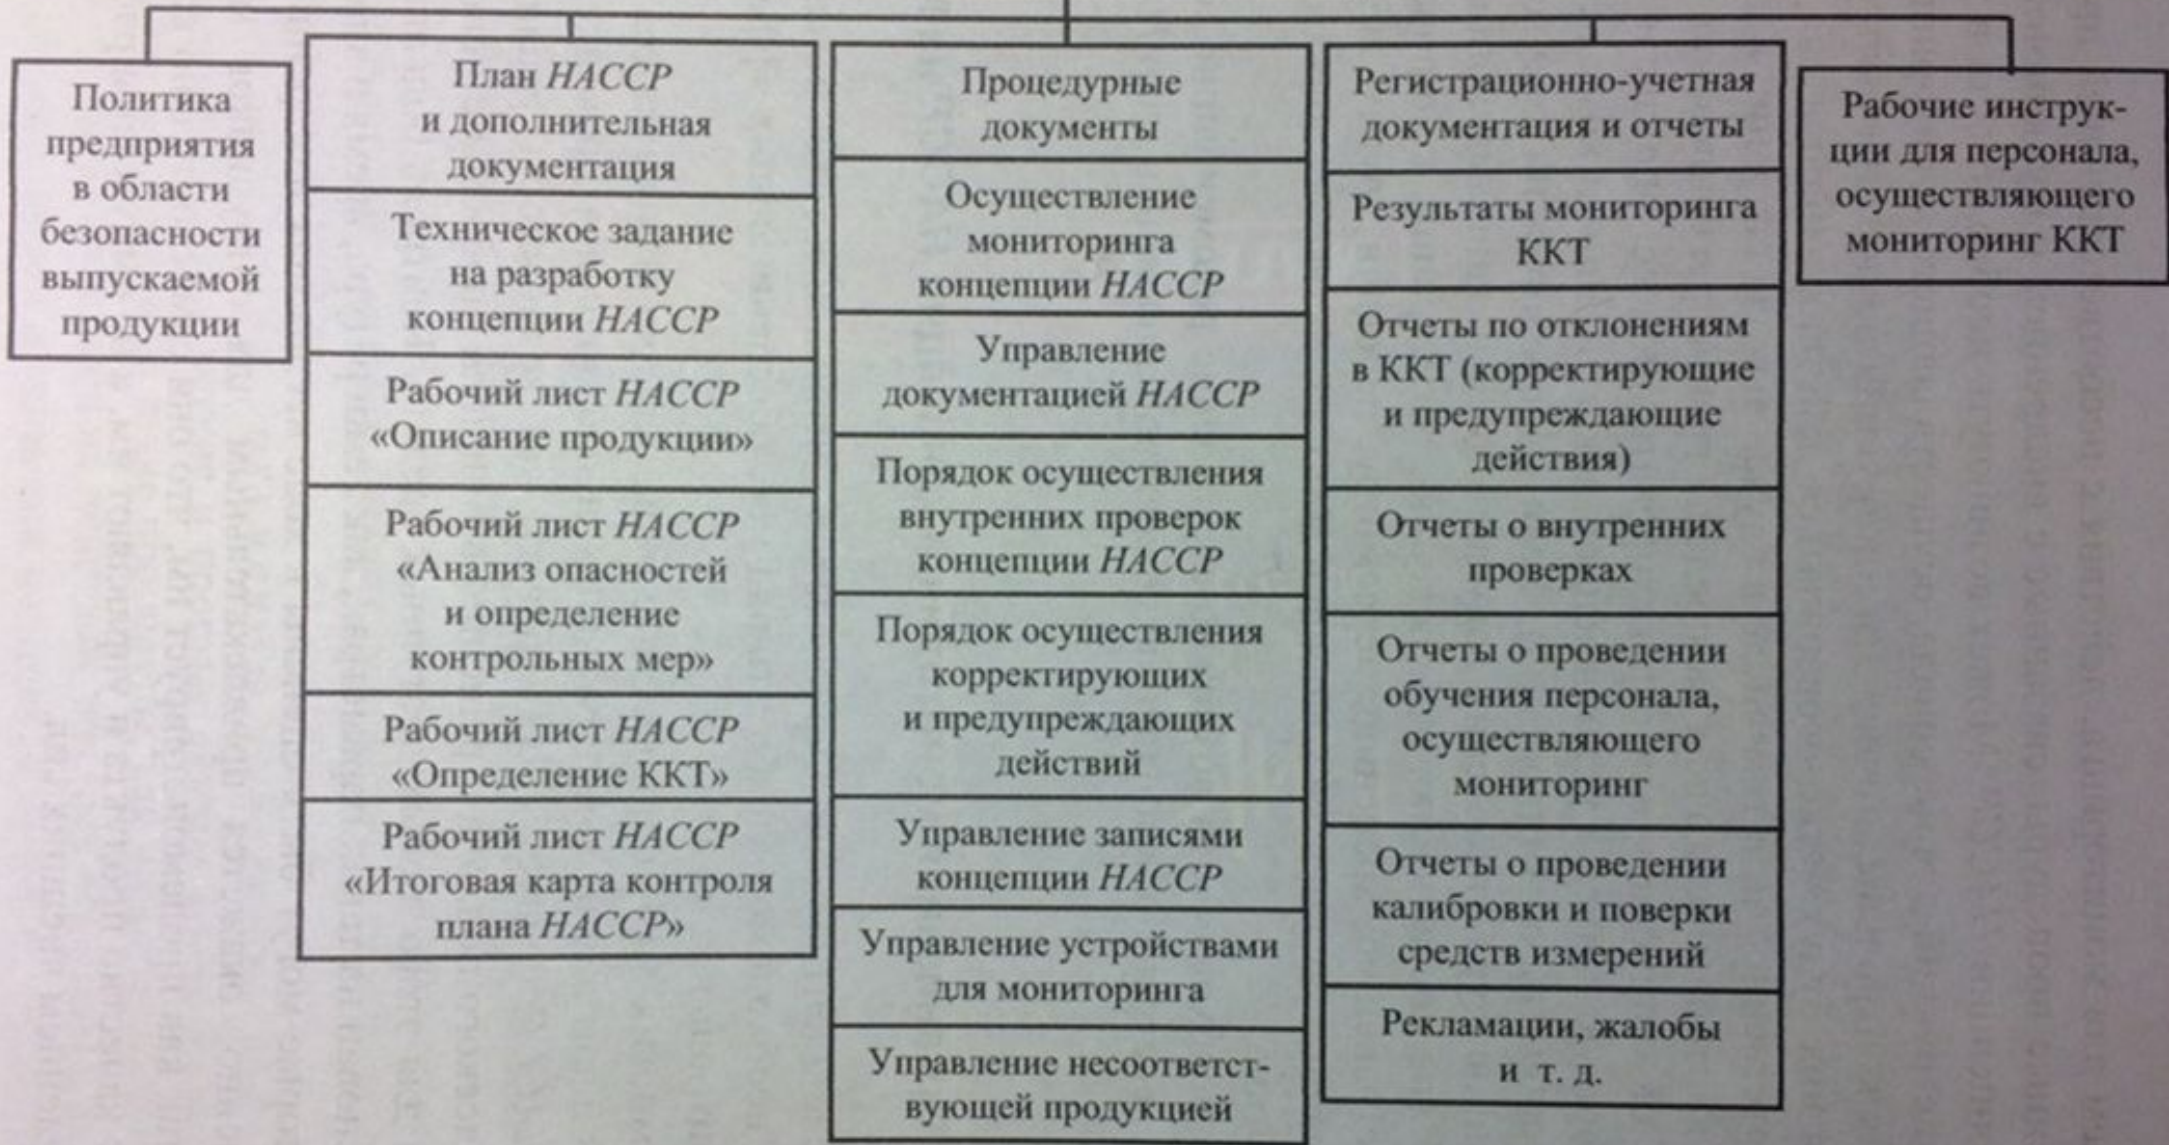 Политика
предприятия
в области
безопасности
выпускаемой
продукции
План НАССР
и дополнительная
документация
Техническое задание
на разработку
концепции НАССР
Рабочий лист НАССР
«Описание продукции»
Рабочий лист НАССР
«Анализ опасностей
и определение
контрольных мер»
Рабочий лист НАССР
«Определение ККТ»
Рабочий лист НАССР
«Итоговая карта контроля
плана НАССР»
Процедурные
документы
Осуществление
мониторинга
концепции НАССР
Управление
документацией НАССР
Порядок осуществления
внутренних проверок
концепции НАССР
Порядок осуществления
корректирующих
и предупреждающих
действий
Управление записями
концепции НАССР
Управление устройствами
для мониторинга
Управление несоответст-
вующей продукцией
Регистрационно-учетная
документация и отчеты
Результаты мониторинга
ККТ
Отчеты по отклонениям
в ККТ (корректирующие
и предупреждающие
действия)
Отчеты о внутренних
проверках
Отчеты о проведении
обучения персонала,
осуществляющего
мониторинг
Отчеты о проведении
калибровки и поверки
средств измерений
Рекламации, жалобы
и т. д.
Рабочие инструк-
ции для персонала,
осуществляющего
мониторинг ККТ